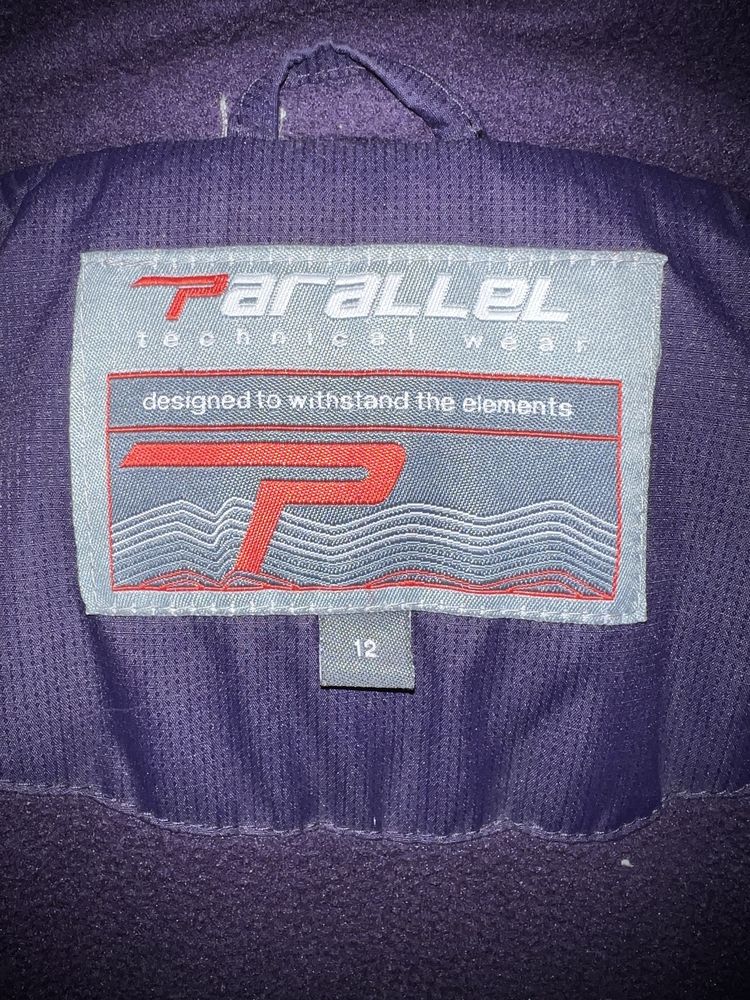 Parallel
technical wear
designed to withstand the elements
P
12